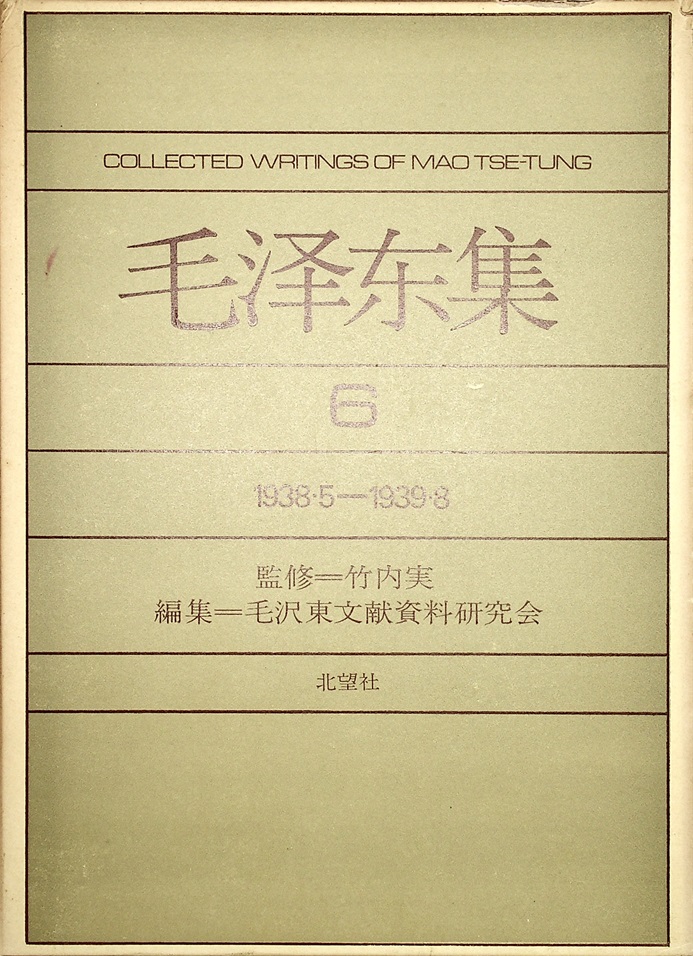 COLLECTED WRITINGS OF MAO TSE-TUNG
毛泽东集
6
1938·5—1939·8
監修＝竹内実
編集＝毛沢東文献資料研究会
北望社